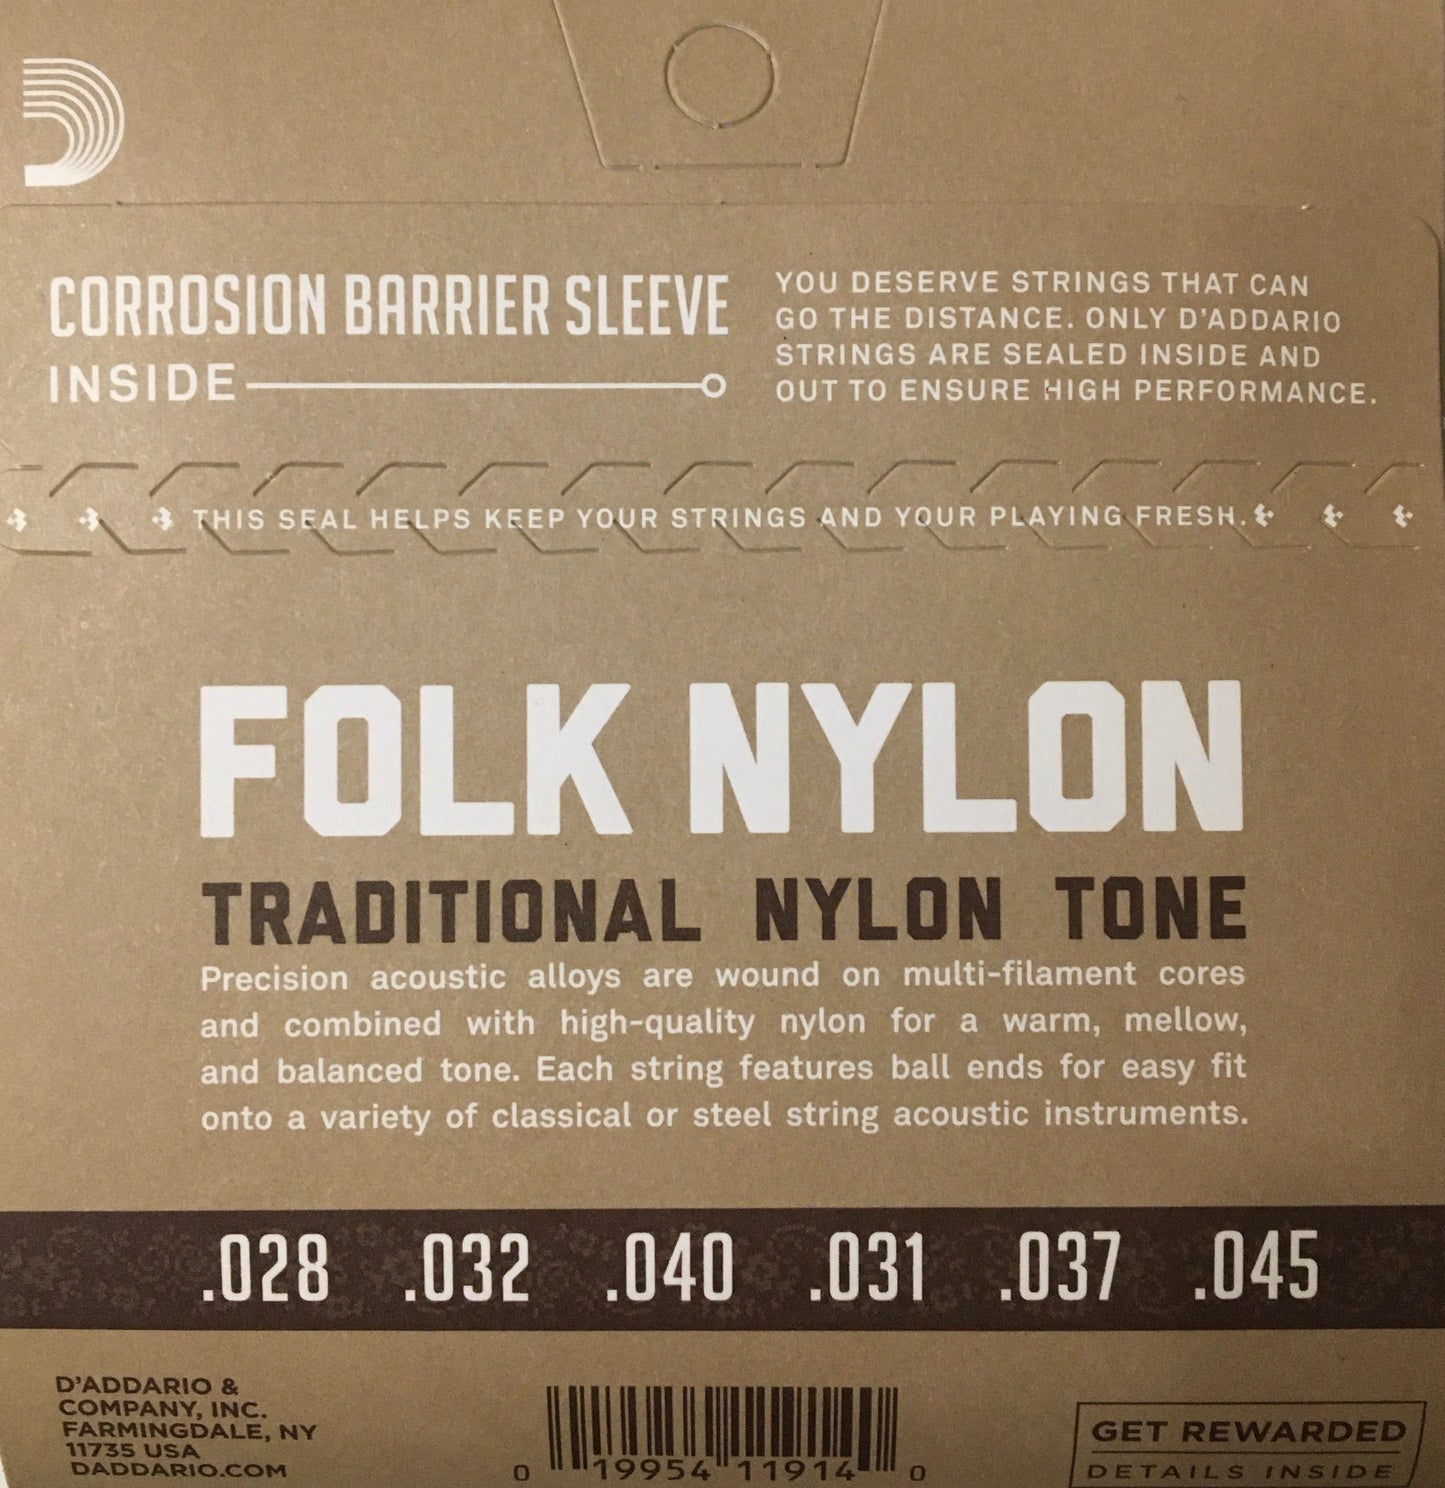 CORROSION BARRIER SLEEVE
INSIDE
YOU DESERVE STRINGS THAT CAN
GO THE DISTANCE. ONLY D'ADDARIO
STRINGS ARE SEALED INSIDE AND
OUT TO ENSURE HIGH PERFORMANCE.
THIS SEAL HELPS KEEP YOUR STRINGS AND YOUR PLAYING FRESH.
FOLK NYLON
TRADITIONAL NYLON TONE
Precision acoustic alloys are wound on multi-filament cores
and combined with high-quality nylon for a warm, mellow,
and balanced tone. Each string features ball ends for easy fit
onto a variety of classical or steel string acoustic instruments.
.028 .032 .040 .031 .037 .045
D'ADDARIO &
COMPANY, INC.
FARMINGDALE, NY
11735 USA
DADDARIO.COM
0 19954 11914 0
GET REWARDED
DETAILS INSIDE